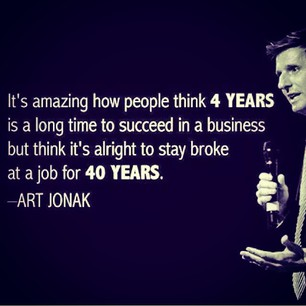 It's amazing how people think 4 YEARS
is a long time to succeed in a business
but think it's alright to stay broke
at a job for 40 YEARS.
—ART JONAK